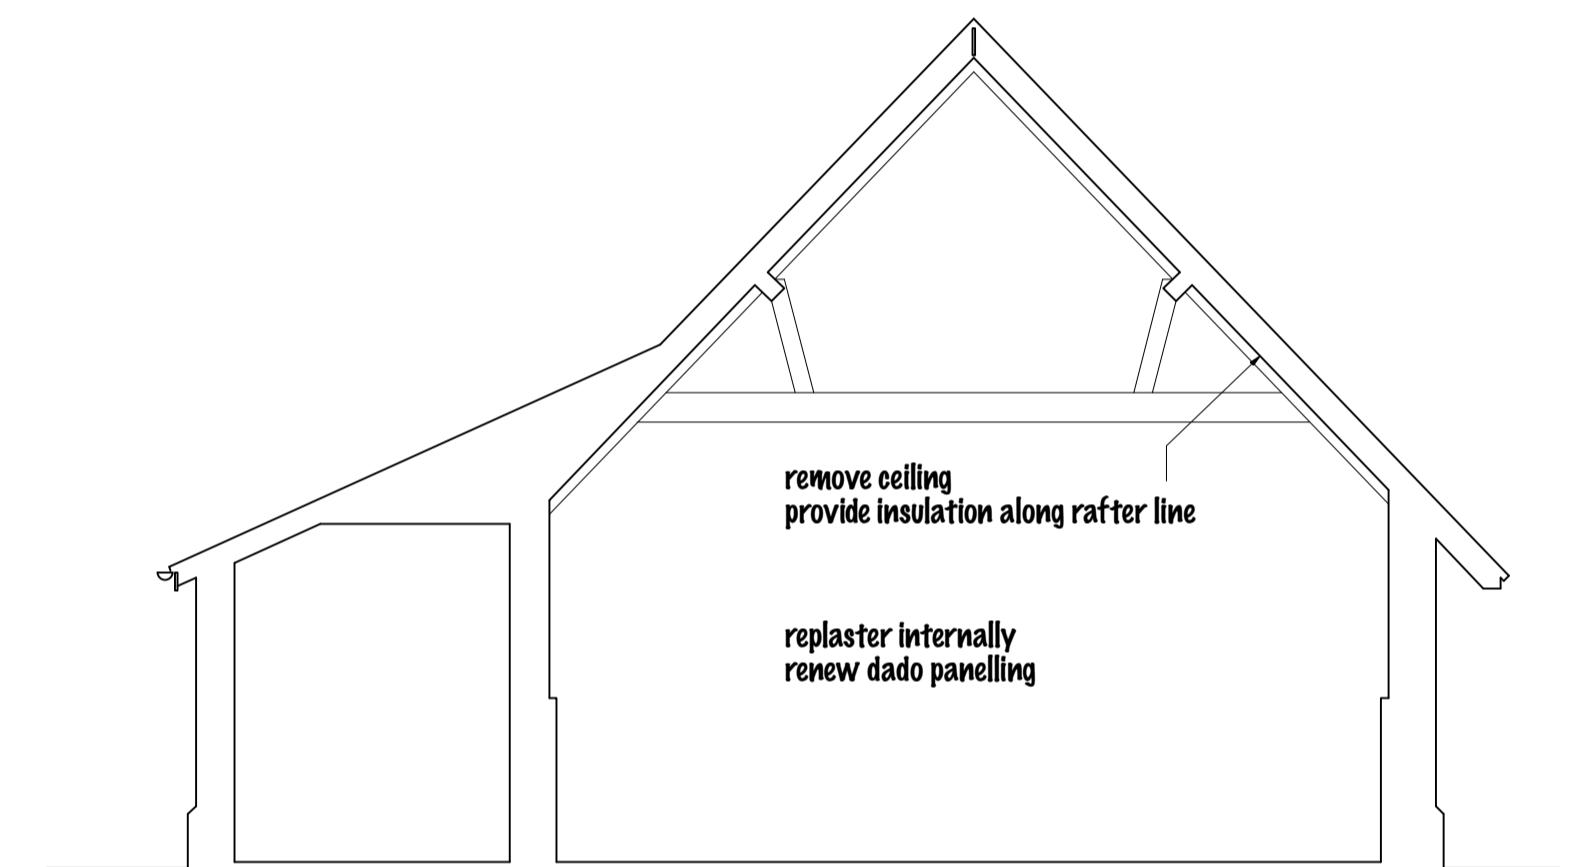 remove ceiling
provide insulation along rafter line
replaster internally
renew dado panelling